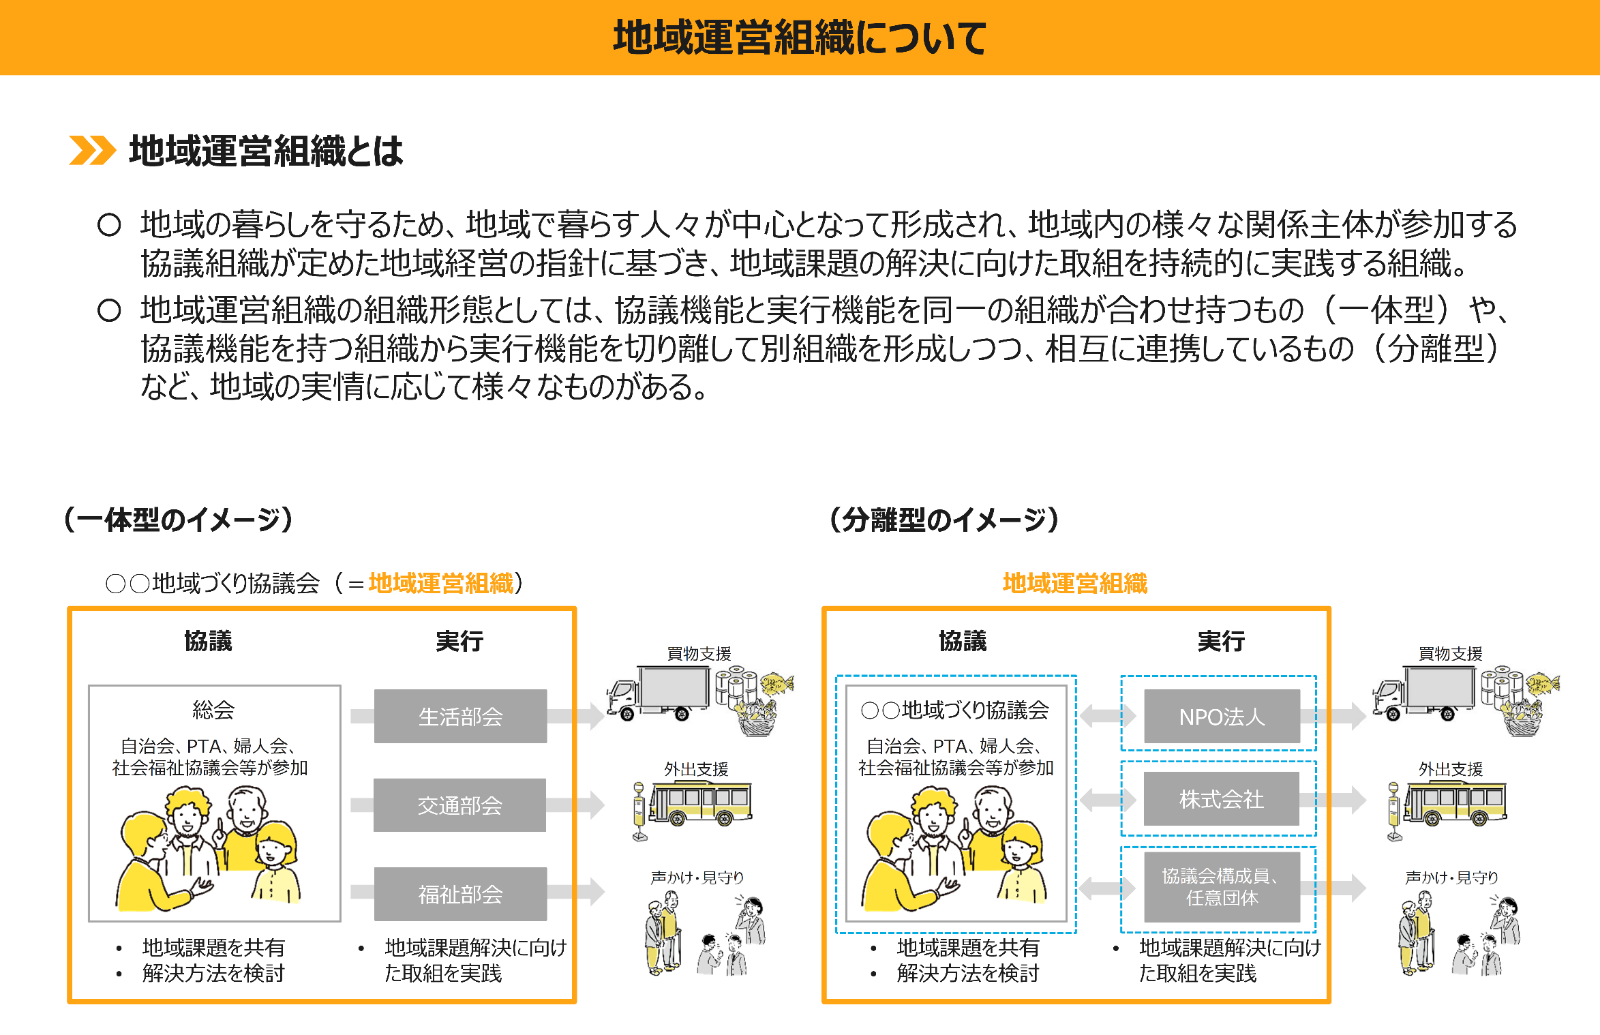 地域運営組織について
地域運営組織とは
○ 地域の暮らしを守るため、地域で暮らす人々が中心となって形成され、地域内の様々な関係主体が参加する
協議組織が定めた地域経営の指針に基づき、地域課題の解決に向けた取組を持続的に実践する組織。
○ 地域運営組織の組織形態としては、協議機能と実行機能を同一の組織が合わせ持つもの（一体型）や、
協議機能を持つ組織から実行機能を切り離して別組織を形成しつつ、相互に連携しているもの（分離型）
など、地域の実情に応じて様々なものがある。
（一体型のイメージ）
○○地域づくり協議会（＝地域運営組織）
協議
実行
総会
自治会、PTA、婦人会、
社会福祉協議会等が参加
生活部会
交通部会
福祉部会
買物支援
外出支援
声かけ・見守り
• 地域課題を共有
• 解決方法を検討
• 地域課題解決に向け
た取組を実践
（分離型のイメージ）
地域運営組織
協議
実行
○○地域づくり協議会
自治会、PTA、婦人会、
社会福祉協議会等が参加
NPO法人
株式会社
協議会構成員、
任意団体
買物支援
外出支援
声かけ・見守り
• 地域課題を共有
• 解決方法を検討
• 地域課題解決に向け
た取組を実践